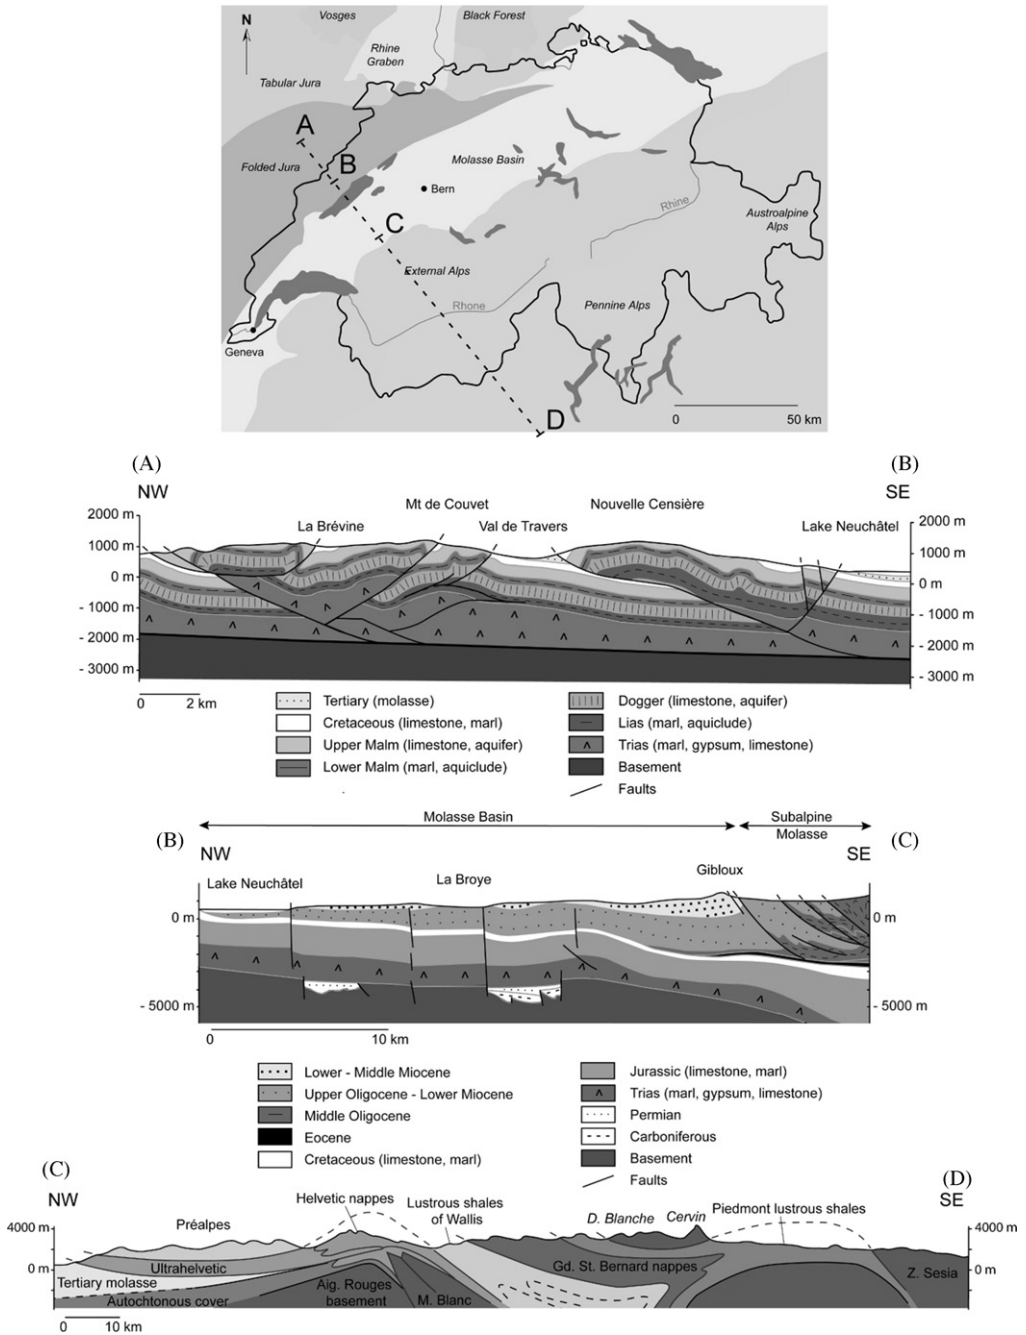 Vosges
Black Forest
N
Rhine
Graben
Tabular Jura
A
Folded Jura
B
Molasse Basin
Bern
C
Rhine
Austroalpine
Alps
External Alps
Rhone
Pennine Alps
Geneva
D
0 50 km
(A) (B)
NW SE
Mt de Couvet Nouvelle Censière
La Brévine Val de Travers Lake Neuchâtel
2000 m 2000 m
1000 m 1000 m
0 m 0 m
- 1000 m - 1000 m
- 2000 m - 2000 m
- 3000 m - 3000 m
0 2 km
Tertiary (molasse)
Cretaceous (limestone, marl)
Upper Malm (limestone, aquifer)
Lower Malm (marl, aquiclude)
Dogger (limestone, aquifer)
Lias (marl, aquiclude)
Trias (marl, gypsum, limestone)
Basement
Faults
Molasse Basin Subalpine
Molasse
(B) (C)
NW SE
Lake Neuchâtel La Broye Gibloux
0 m 0 m
- 5000 m - 5000 m
0 10 km
Lower - Middle Miocene
Upper Oligocene - Lower Miocene
Middle Oligocene
Eocene
Cretaceous (limestone, marl)
Jurassic (limestone, marl)
Trias (marl, gypsum, limestone)
Permian
Carboniferous
Basement
Faults
(C) (D)
NW SE
Helvetic nappes Lustrous shales
of Wallis
Préalpes D. Blanche Cervin Piedmont lustrous shales
4000 m 4000 m
0 m 0 m
Ultrahelvetic Gd. St. Bernard nappes Z. Sesia
Tertiary molasse
Autochtonous cover
Aig. Rouges
basement
M. Blanc
0 10 km